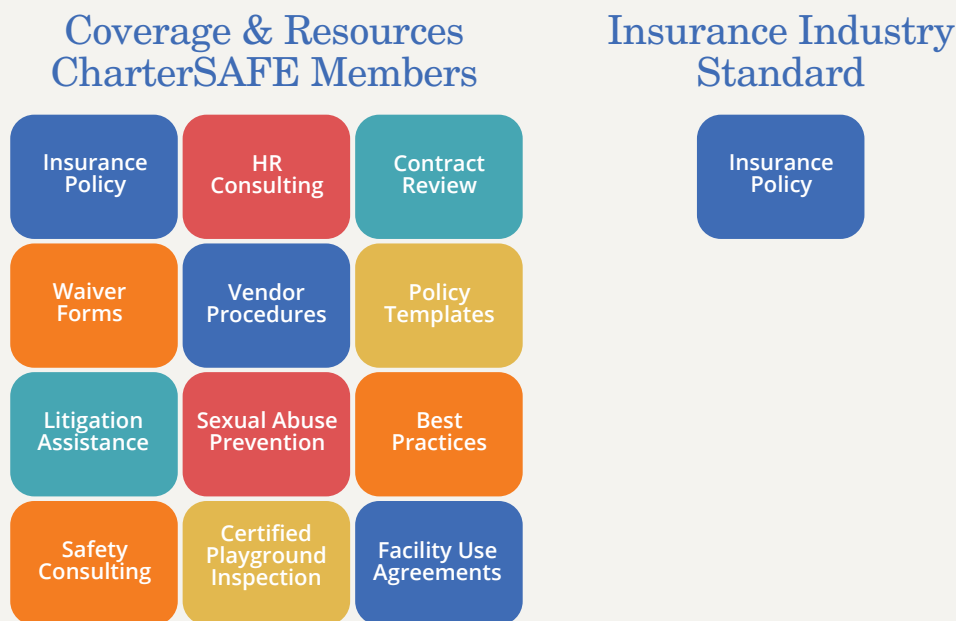 Coverage & Resources
CharterSAFE Members
Insurance Industry
Standard
Insurance
Policy
HR
Consulting
Contract
Review
Insurance
Policy
Waiver
Forms
Vendor
Procedures
Policy
Templates
Litigation
Assistance
Sexual Abuse
Prevention
Best
Practices
Safety
Consulting
Certified
Playground
Inspection
Facility Use
Agreements